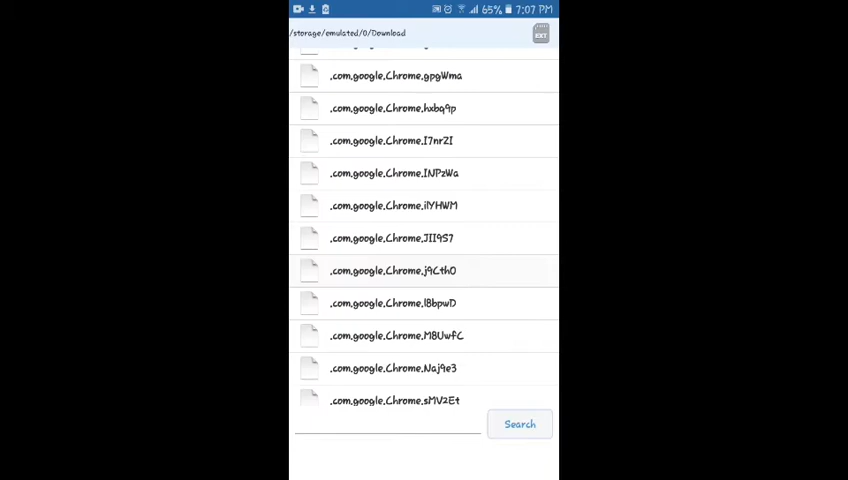 65% 7:07 PM
/storage/emulated/0/Download
EXT
.com.google.Chrome.gpgWma
.com.google.Chrome.hxbq9p
.com.google.Chrome.I7nrZI
.com.google.Chrome.INPzWa
.com.google.Chrome.ilYHWM
.com.google.Chrome.JII9S7
.com.google.Chrome.j9CthO
.com.google.Chrome.l8bpwD
.com.google.Chrome.M8UwfC
.com.google.Chrome.Naj9e3
.com.google.Chrome.sMV2Et
Search